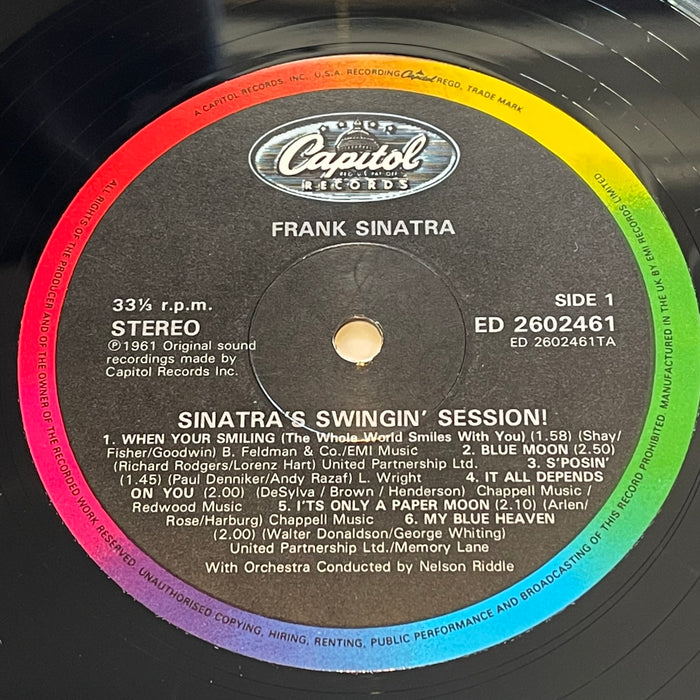 A CAPITOL RECORDS, INC., U.S.A. RECORDING Capitol REGD. TRADE MARK
Capitol
RECORDS
FRANK SINATRA
33⅓ r.p.m.
STEREO
Ⓟ1961 Original sound
recordings made by
Capitol Records Inc.
SIDE 1
ED 2602461
ED 2602461TA
SINATRA'S SWINGIN' SESSION!
1. WHEN YOUR SMILING (The Whole World Smiles With You) (1.58) (Shay/
Fisher/Goodwin) B. Feldman & Co./EMI Music 2. BLUE MOON (2.50)
(Richard Rodgers/Lorenz Hart) United Partnership Ltd. 3. S'POSIN'
(1.45) (Paul Denniker/Andy Razaf) L. Wright 4. IT ALL DEPENDS
ON YOU (2.00) (DeSylva / Brown / Henderson) Chappell Music /
Redwood Music 5. I'TS ONLY A PAPER MOON (2.10) (Arlen/
Rose/Harburg) Chappell Music 6. MY BLUE HEAVEN
(2.00) (Walter Donaldson/George Whiting)
United Partnership Ltd./Memory Lane
With Orchestra Conducted by Nelson Riddle
ALL RIGHTS OF THE PRODUCER AND OF THE OWNER OF THE RECORDED WORK RESERVED. UNAUTHORISED COPYING, HIRING, RENTING, PUBLIC PERFORMANCE AND BROADCASTING OF THIS RECORD PROHIBITED. MANUFACTURED IN THE UK BY EMI RECORDS LIMITED